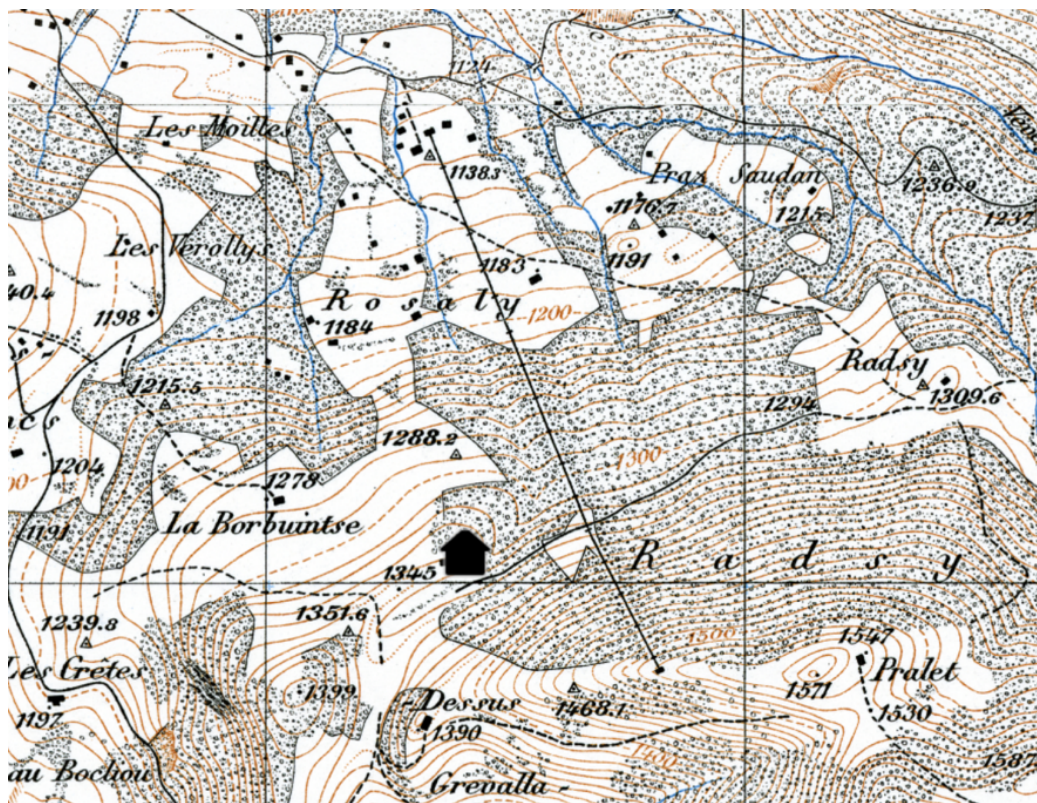 1124
Les Moilles
1138.3
Praz Saudan
1236.9
1176.7
1215
1237
Les Verollys
1191
1183
40.4
Rosaly
1198
1184
1200
Radsy
1215.5
1294
1309.6
1288.2
1300
1204
1278
1191
La Borbuintse
Radsy
1345
1351.6
1239.8
1500
1547
Les Crêtes
Pralet
1399
1571
Dessus
1468.1
1197
1390
1530
1587
au Bochou
Grevalla -